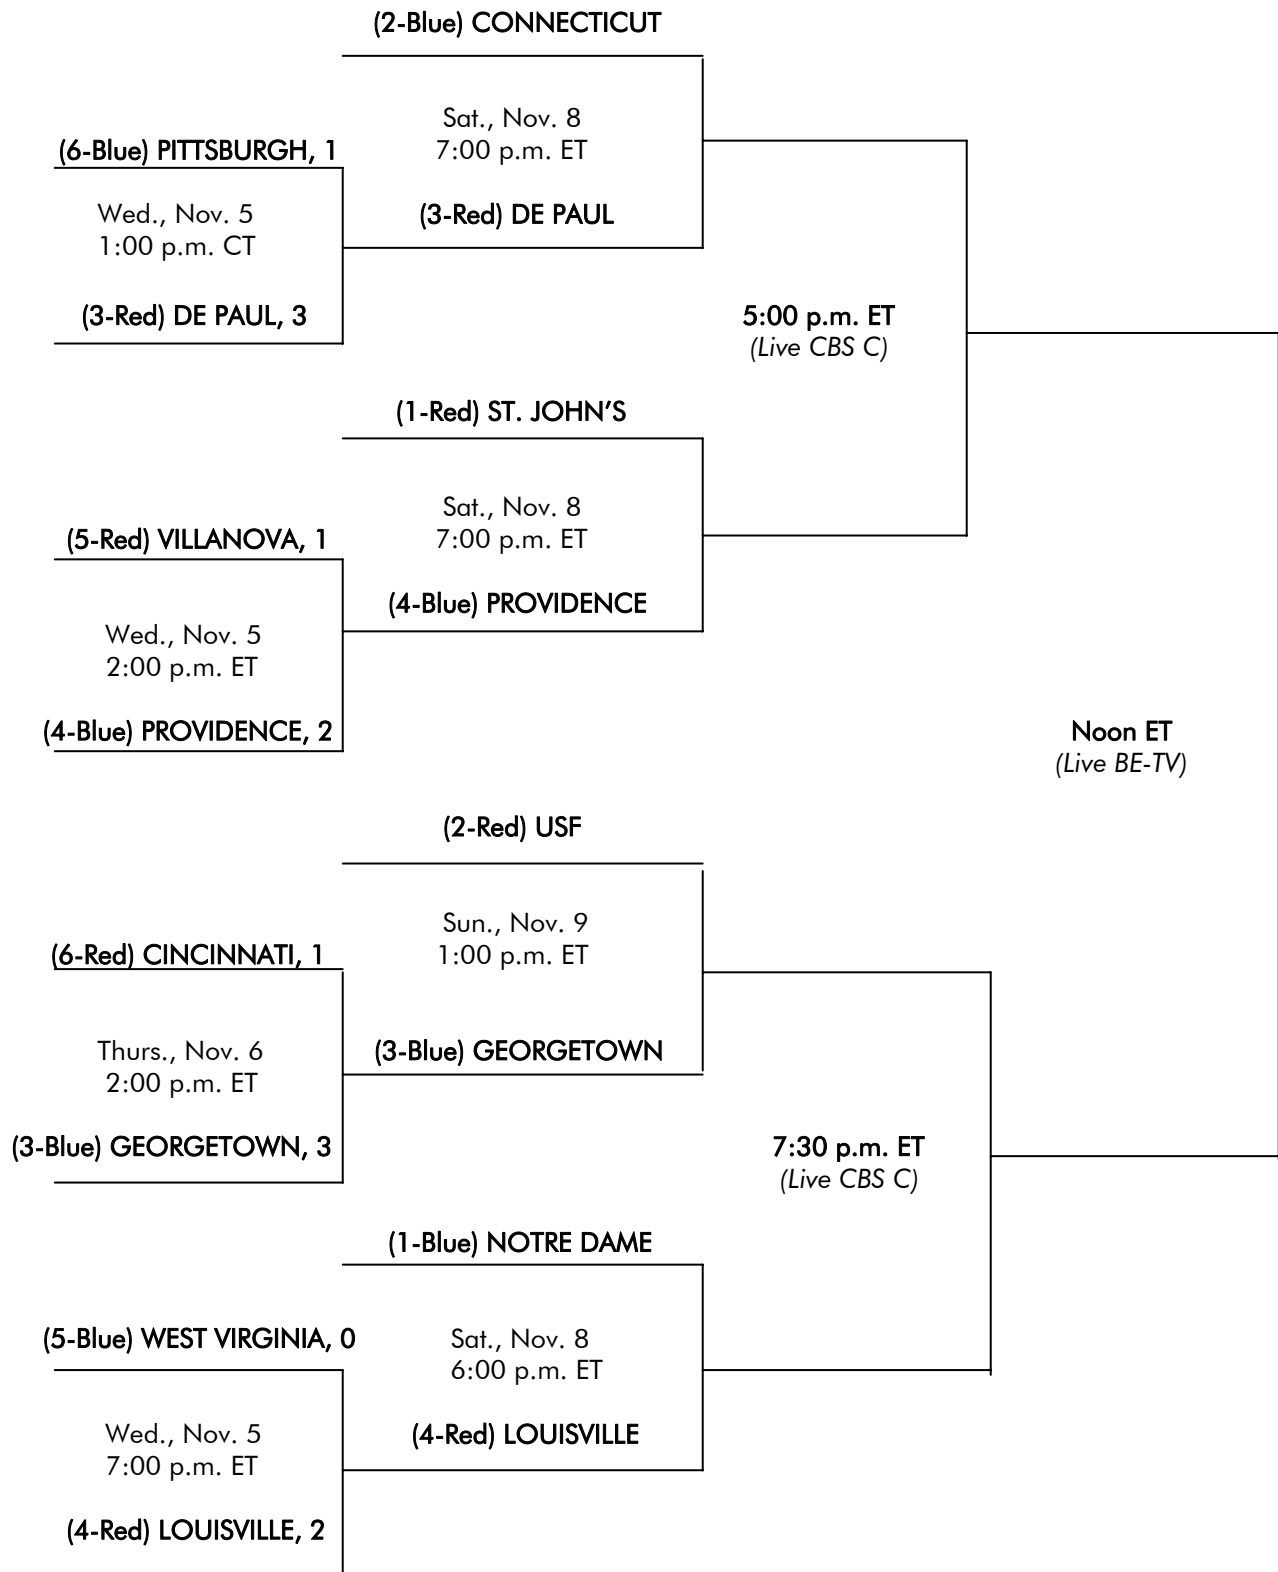 (2-Blue) CONNECTICUT
Sat., Nov. 8
7:00 p.m. ET
(6-Blue) PITTSBURGH, 1
Wed., Nov. 5
1:00 p.m. CT
(3-Red) DE PAUL
(3-Red) DE PAUL, 3
5:00 p.m. ET
(Live CBS C)
(1-Red) ST. JOHN'S
Sat., Nov. 8
7:00 p.m. ET
(5-Red) VILLANOVA, 1
(4-Blue) PROVIDENCE
Wed., Nov. 5
2:00 p.m. ET
(4-Blue) PROVIDENCE, 2
Noon ET
(Live BE-TV)
(2-Red) USF
Sun., Nov. 9
1:00 p.m. ET
(6-Red) CINCINNATI, 1
Thurs., Nov. 6
2:00 p.m. ET
(3-Blue) GEORGETOWN
(3-Blue) GEORGETOWN, 3
7:30 p.m. ET
(Live CBS C)
(1-Blue) NOTRE DAME
(5-Blue) WEST VIRGINIA, 0
Sat., Nov. 8
6:00 p.m. ET
Wed., Nov. 5
7:00 p.m. ET
(4-Red) LOUISVILLE
(4-Red) LOUISVILLE, 2